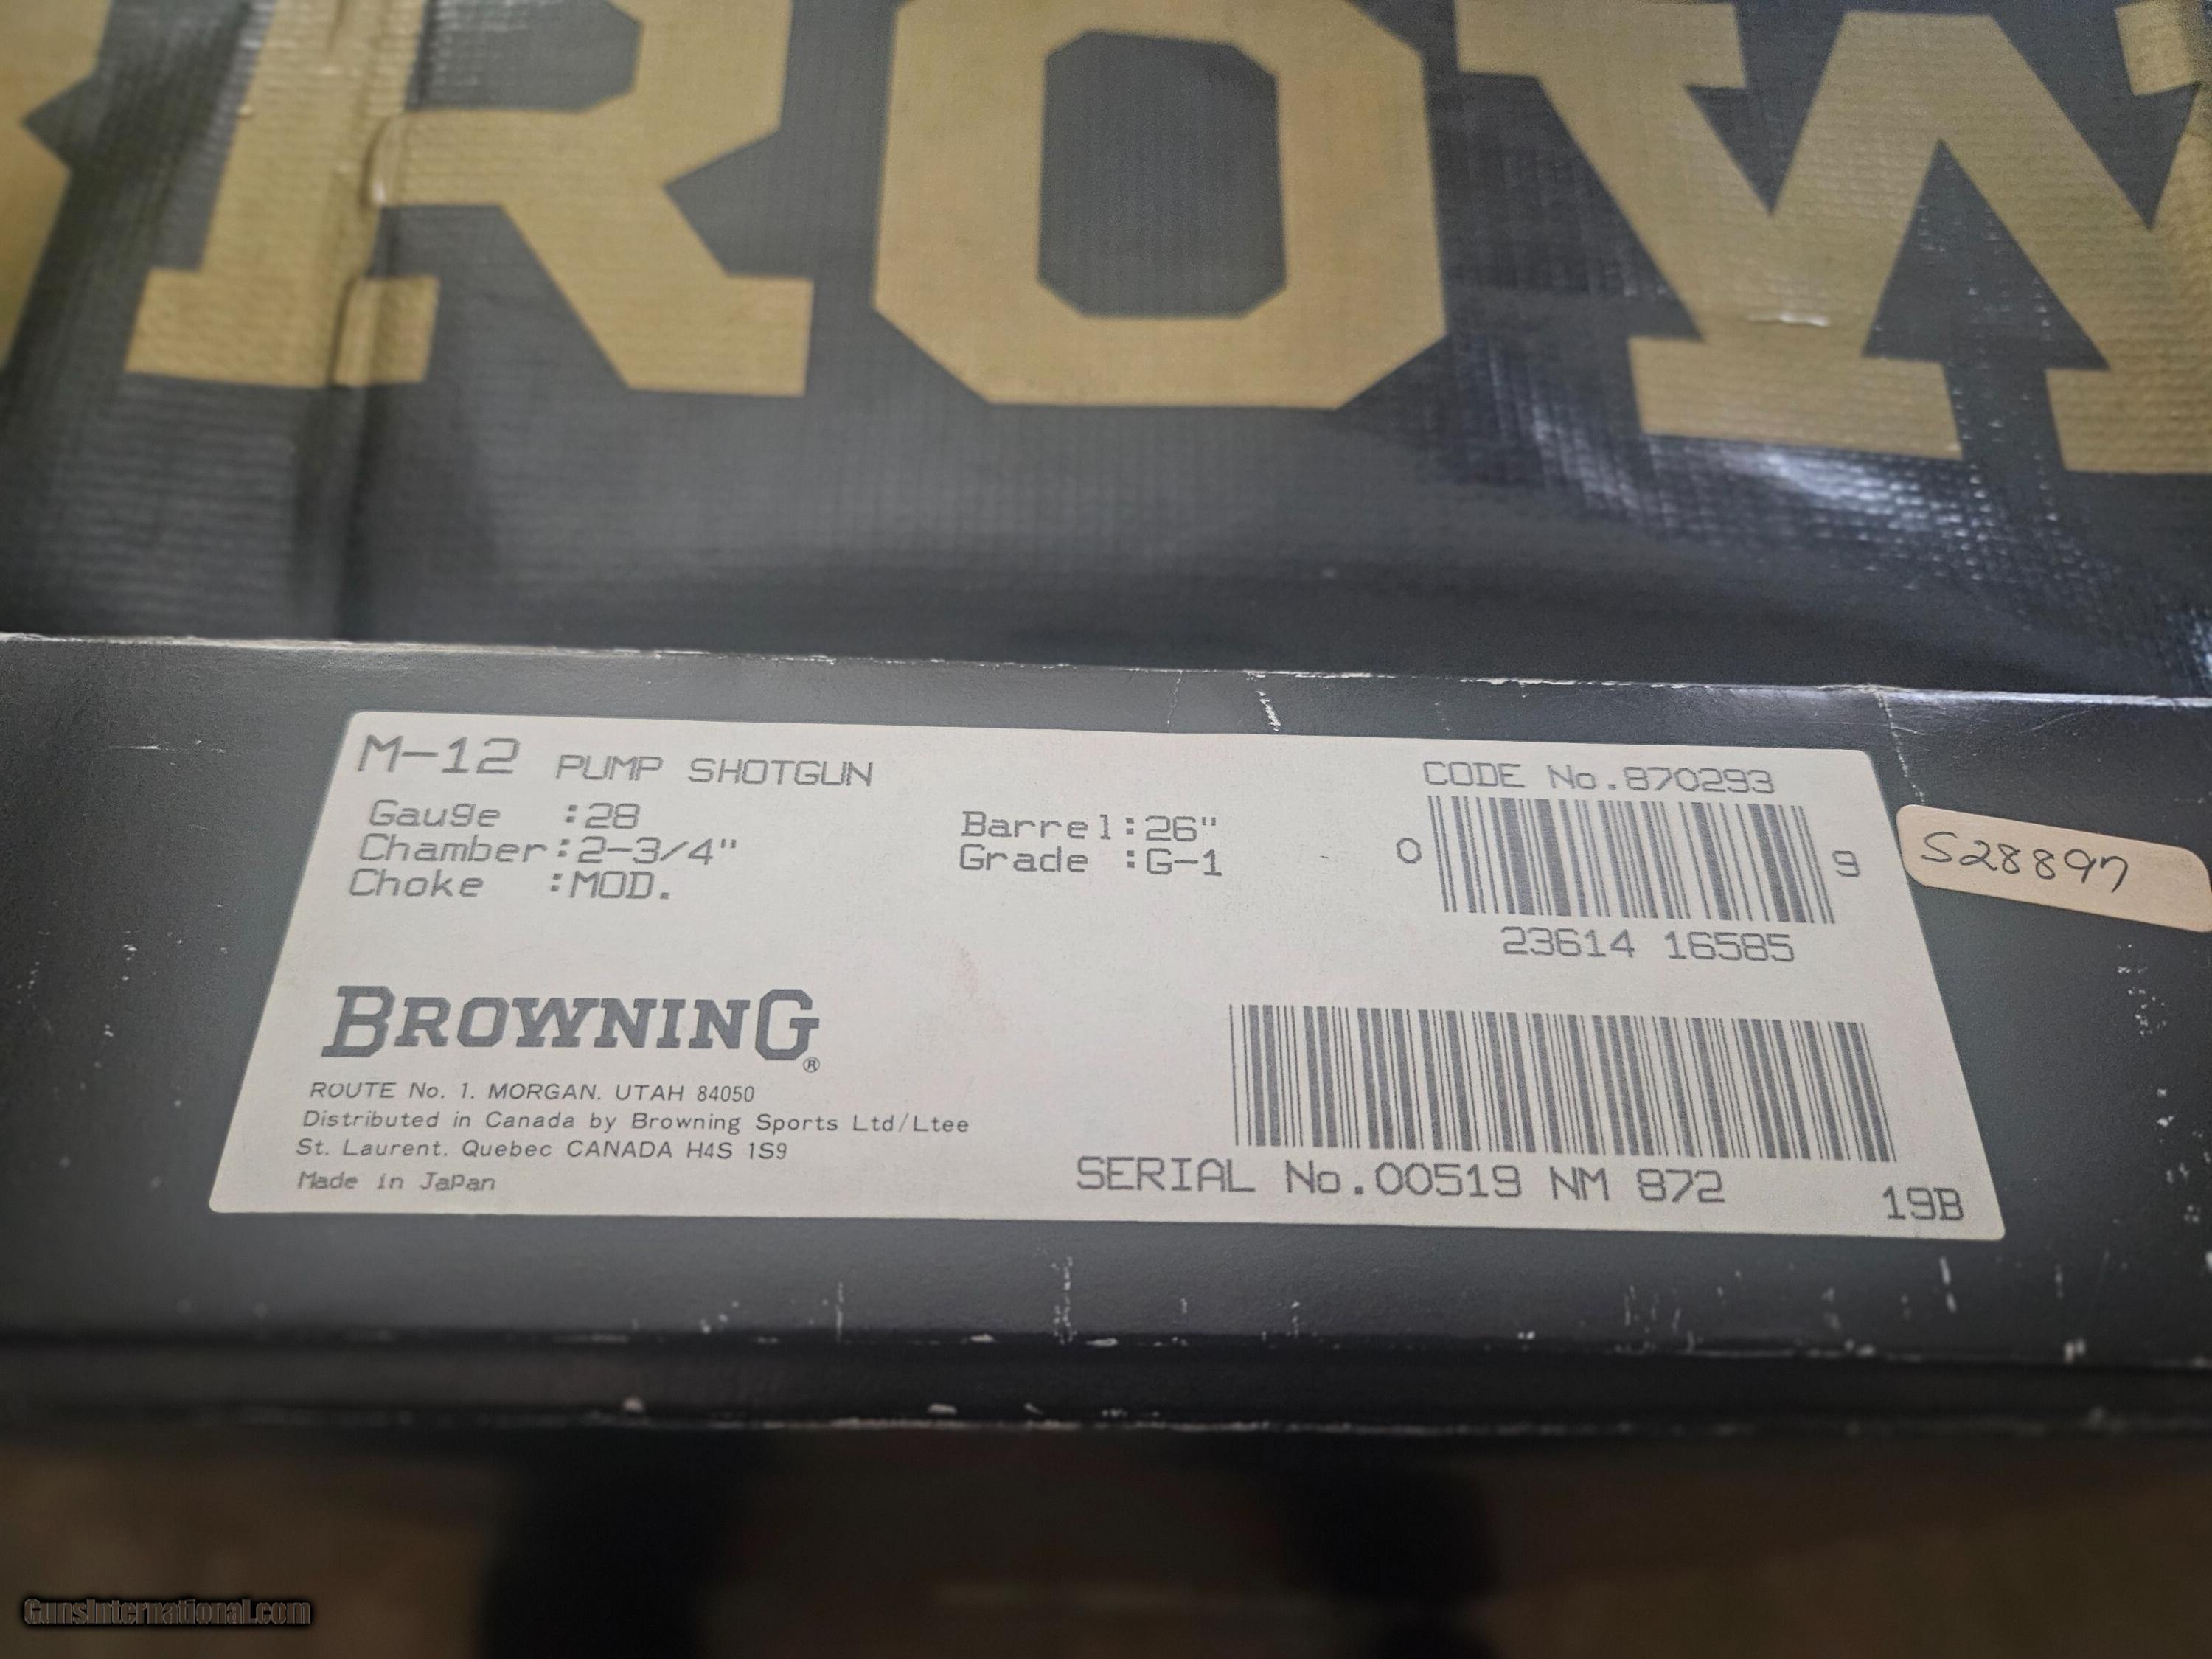 ROW
M-12 PUMP SHOTGUN
Gauge :28
Chamber:2-3/4"
Choke :MOD.
Barrel:26"
Grade :G-1
CODE No.870293
0 9
23614 16585
S28897
BROWNING®
ROUTE No. 1. MORGAN. UTAH 84050
Distributed in Canada by Browning Sports Ltd/Ltee
St. Laurent. Quebec CANADA H4S 1S9
Made in Japan
SERIAL No.00519 NM 872
19B
GunsInternational.com